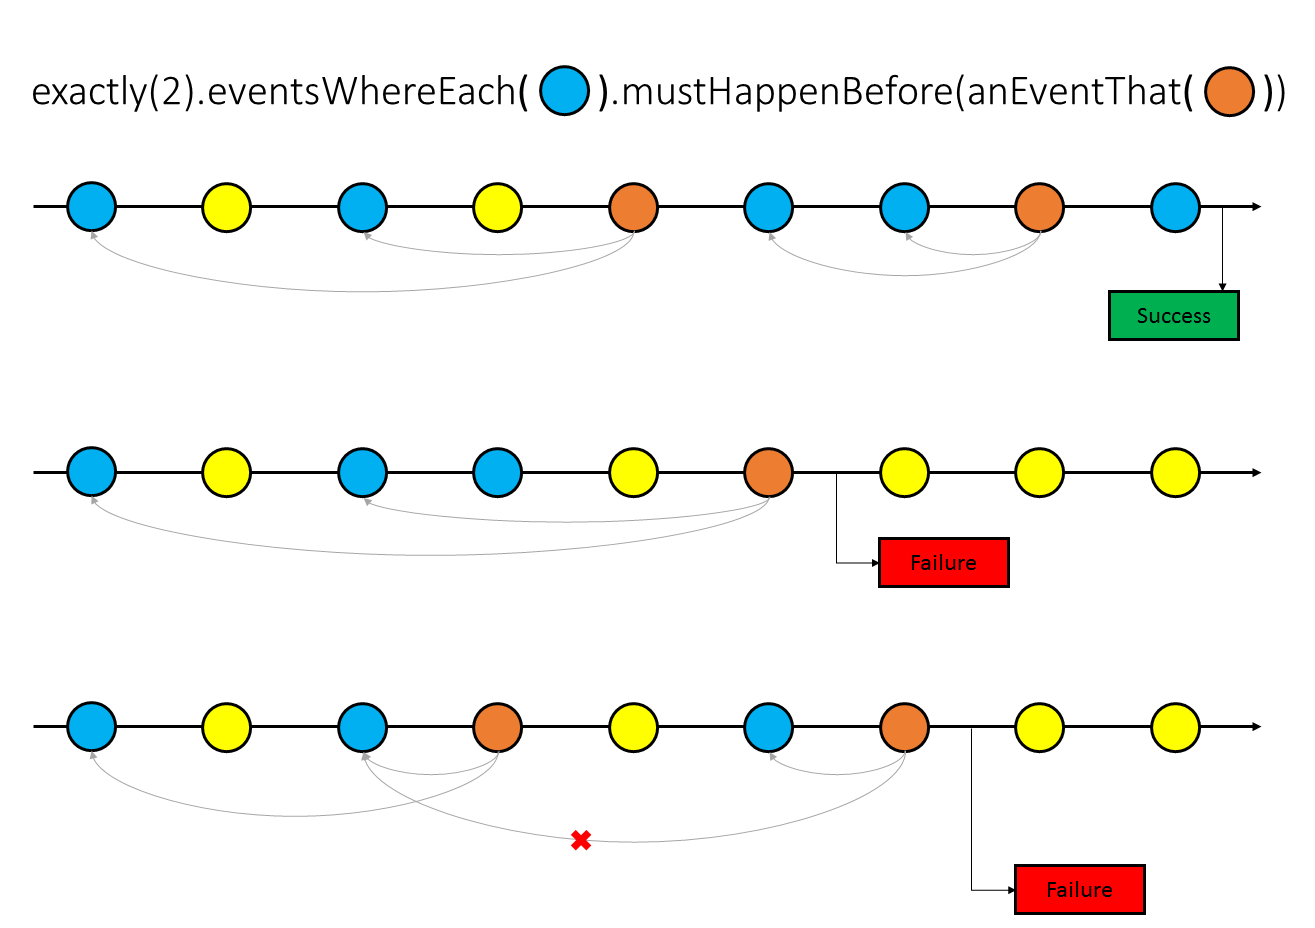 exactly(2).eventsWhereEach( ).mustHappenBefore(anEventThat( ))
Success
Failure
Failure